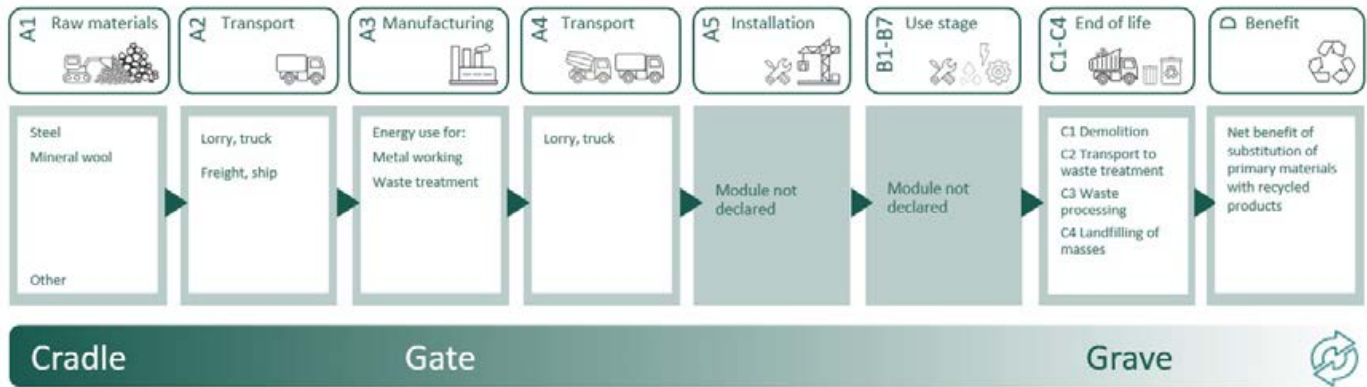 A1 Raw materials
A2 Transport
A3 Manufacturing
A4 Transport
A5 Installation
B1-B7 Use stage
C1-C4 End of life
D Benefit
Steel
Mineral wool
Other
Lorry, truck
Freight, ship
Energy use for:
Metal working
Waste treatment
Lorry, truck
Module not
declared
Module not
declared
C1 Demolition
C2 Transport to
waste treatment
C3 Waste
processing
C4 Landfilling of
masses
Net benefit of
substitution of
primary materials
with recycled
products
Cradle
Gate
Grave